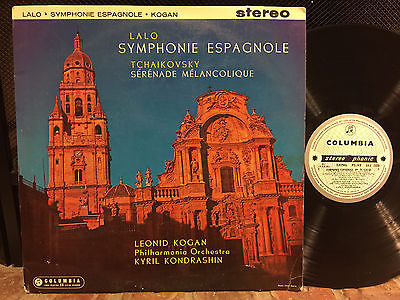 LALO • SYMPHONIE ESPAGNOLE • KOGAN
stereo
LALO
SYMPHONIE ESPAGNOLE
TCHAIKOVSKY
SÉRÉNADE MÉLANCOLIQUE
LEONID KOGAN
Philharmonia Orchestra
KYRIL KONDRASHIN
COLUMBIA
COLUMBIA
stereo phonic